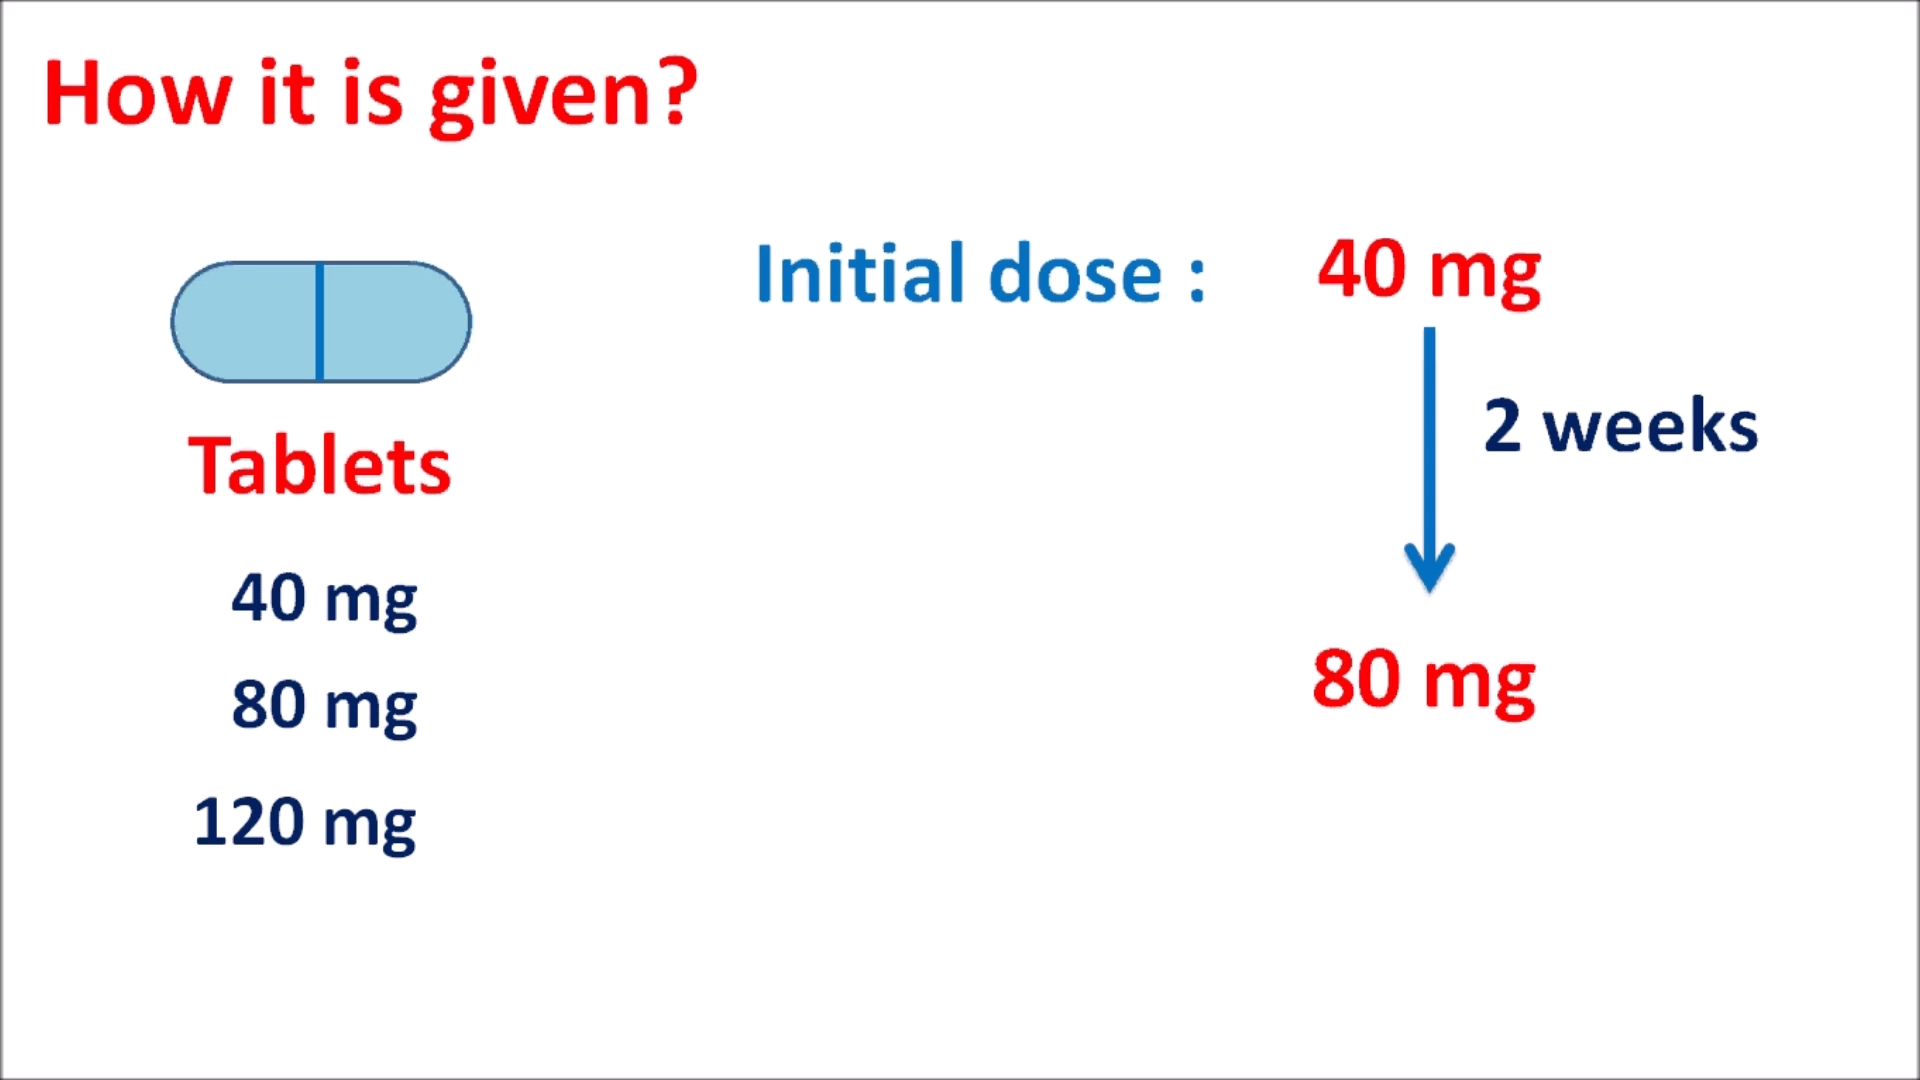 How it is given?
Tablets
40 mg
80 mg
120 mg
Initial dose : 40 mg
2 weeks
80 mg